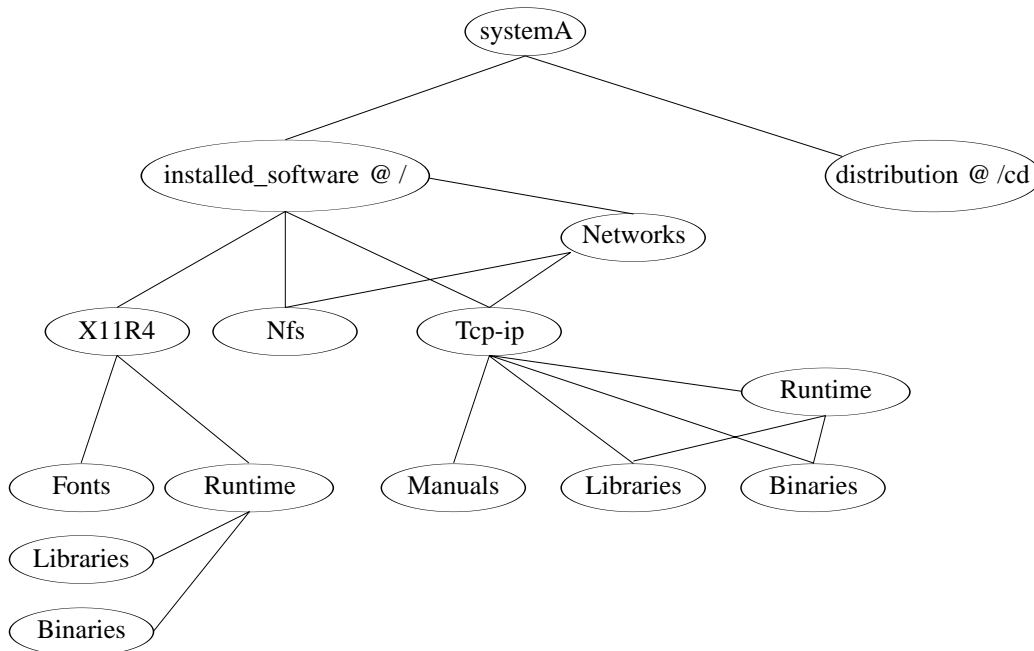 systemA
installed_software @ /
distribution @ /cd
Networks
X11R4
Nfs
Tcp-ip
Runtime
Fonts
Runtime
Manuals
Libraries
Binaries
Libraries
Binaries